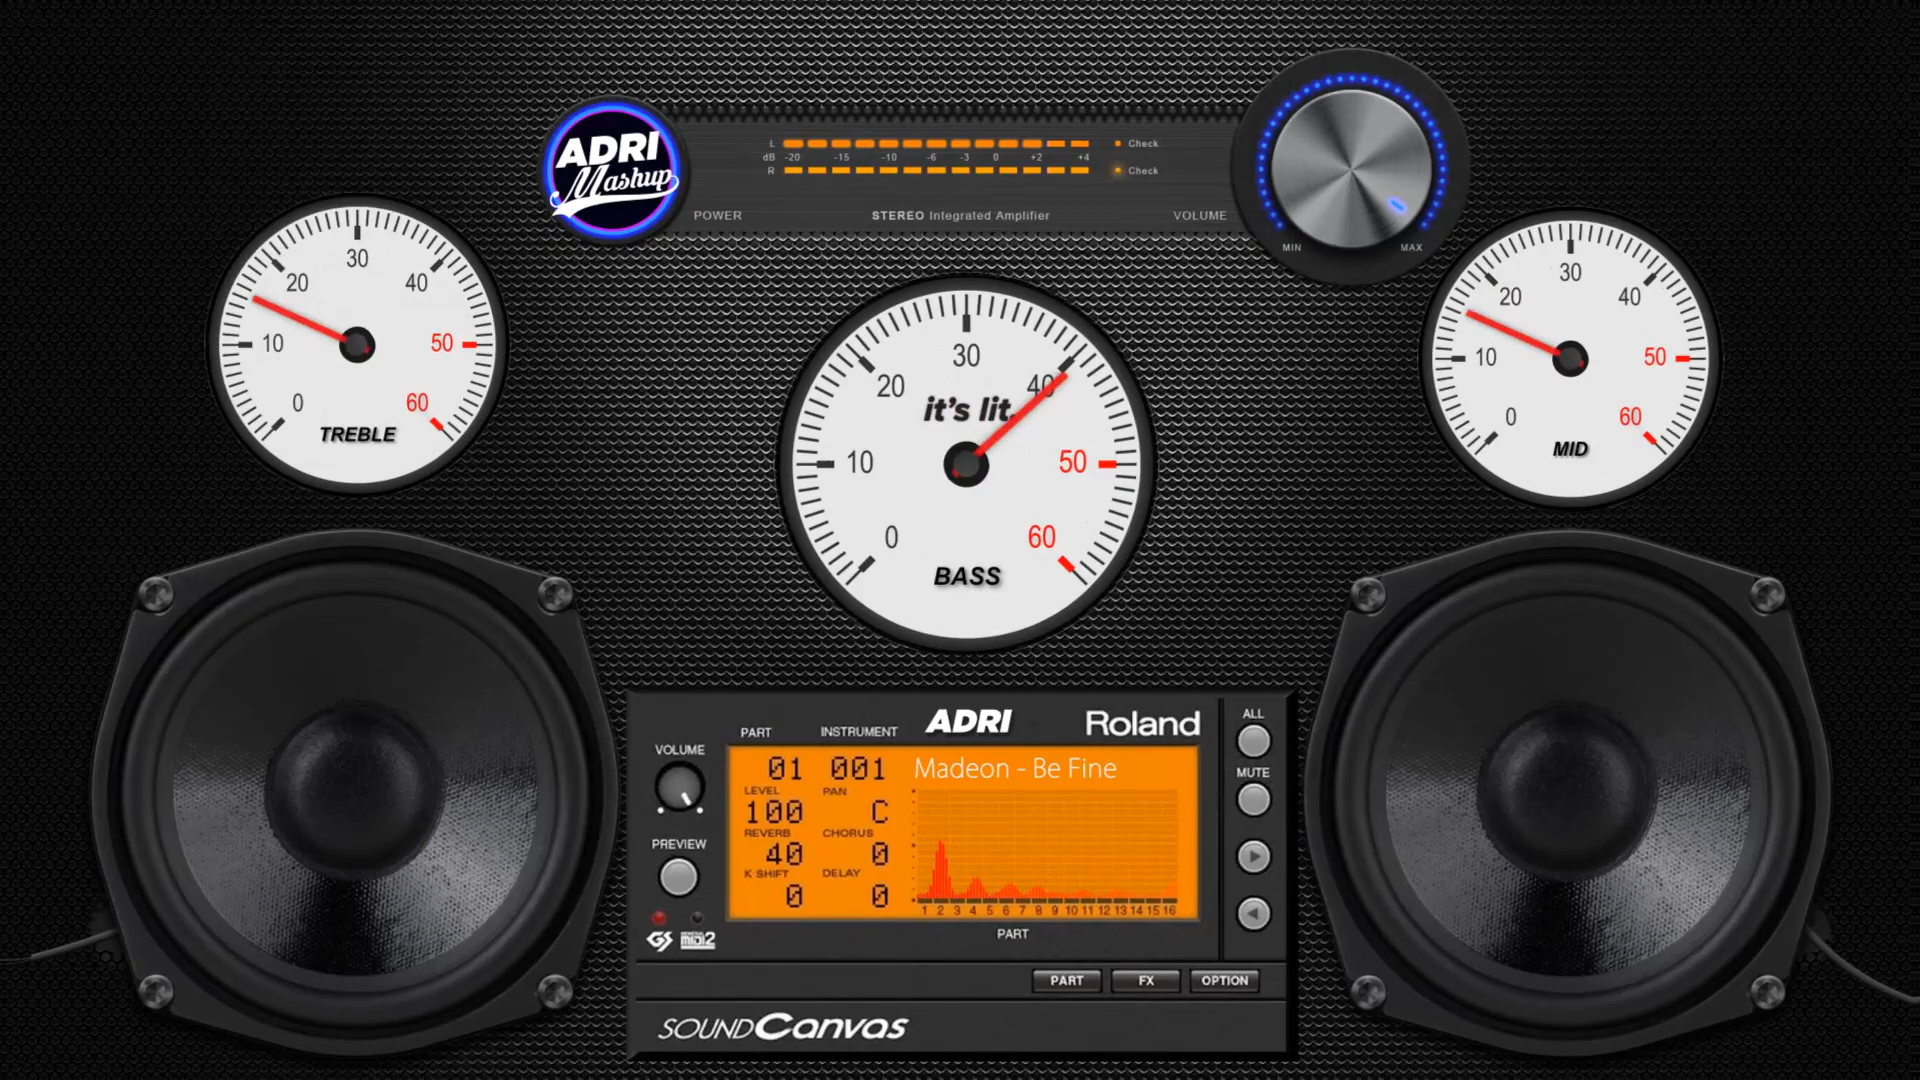 ADRI
Mashup
L
dB -20 -15 -10 -6 -3 0 +2 +4
R
Check
Check
POWER
STEREO Integrated Amplifier
VOLUME
MIN
MAX
0
10
20
30
40
50
60
TREBLE
0
10
20
30
40
50
60
it's lit.
BASS
0
10
20
30
40
50
60
MID
PART INSTRUMENT ADRI Roland
VOLUME
PREVIEW
01 001 Madeon - Be Fine
LEVEL PAN
100 C
REVERB CHORUS
40 0
K SHIFT DELAY
0 0
1 2 3 4 5 6 7 8 9 10 11 12 13 14 15 16
PART
ALL
MUTE
GS
midi2
PART FX OPTION
SOUND Canvas